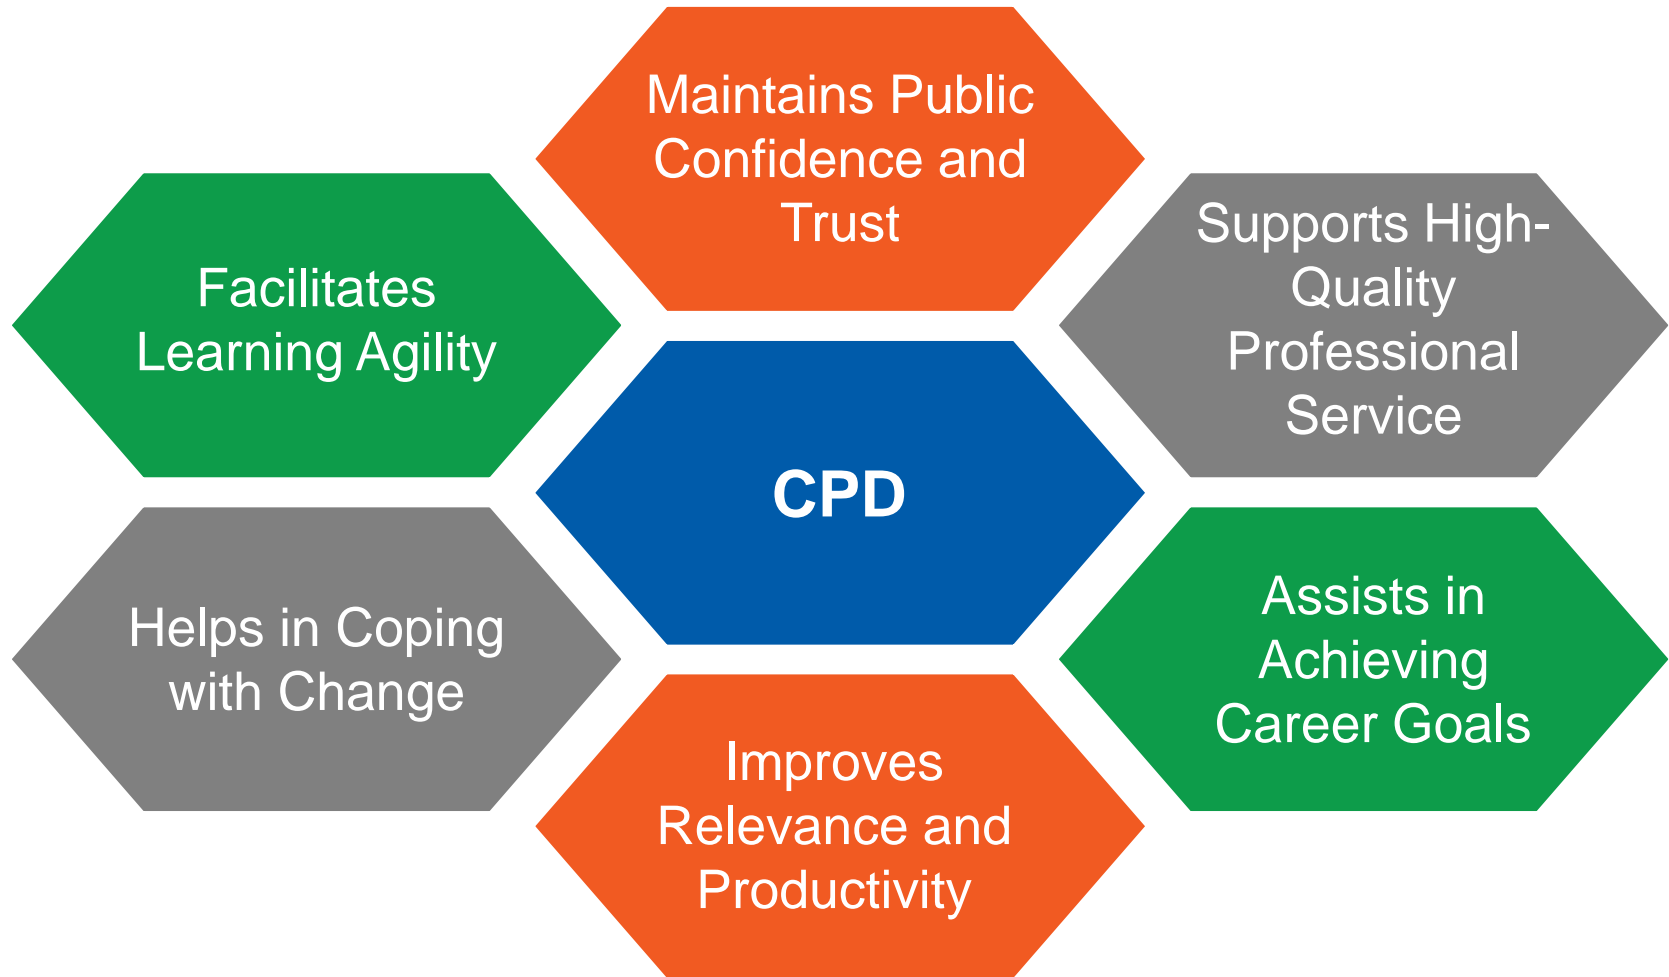 Maintains Public
Confidence and
Trust
Supports High-
Quality
Professional
Service
Facilitates
Learning Agility
CPD
Assists in
Achieving
Career Goals
Helps in Coping
with Change
Improves
Relevance and
Productivity